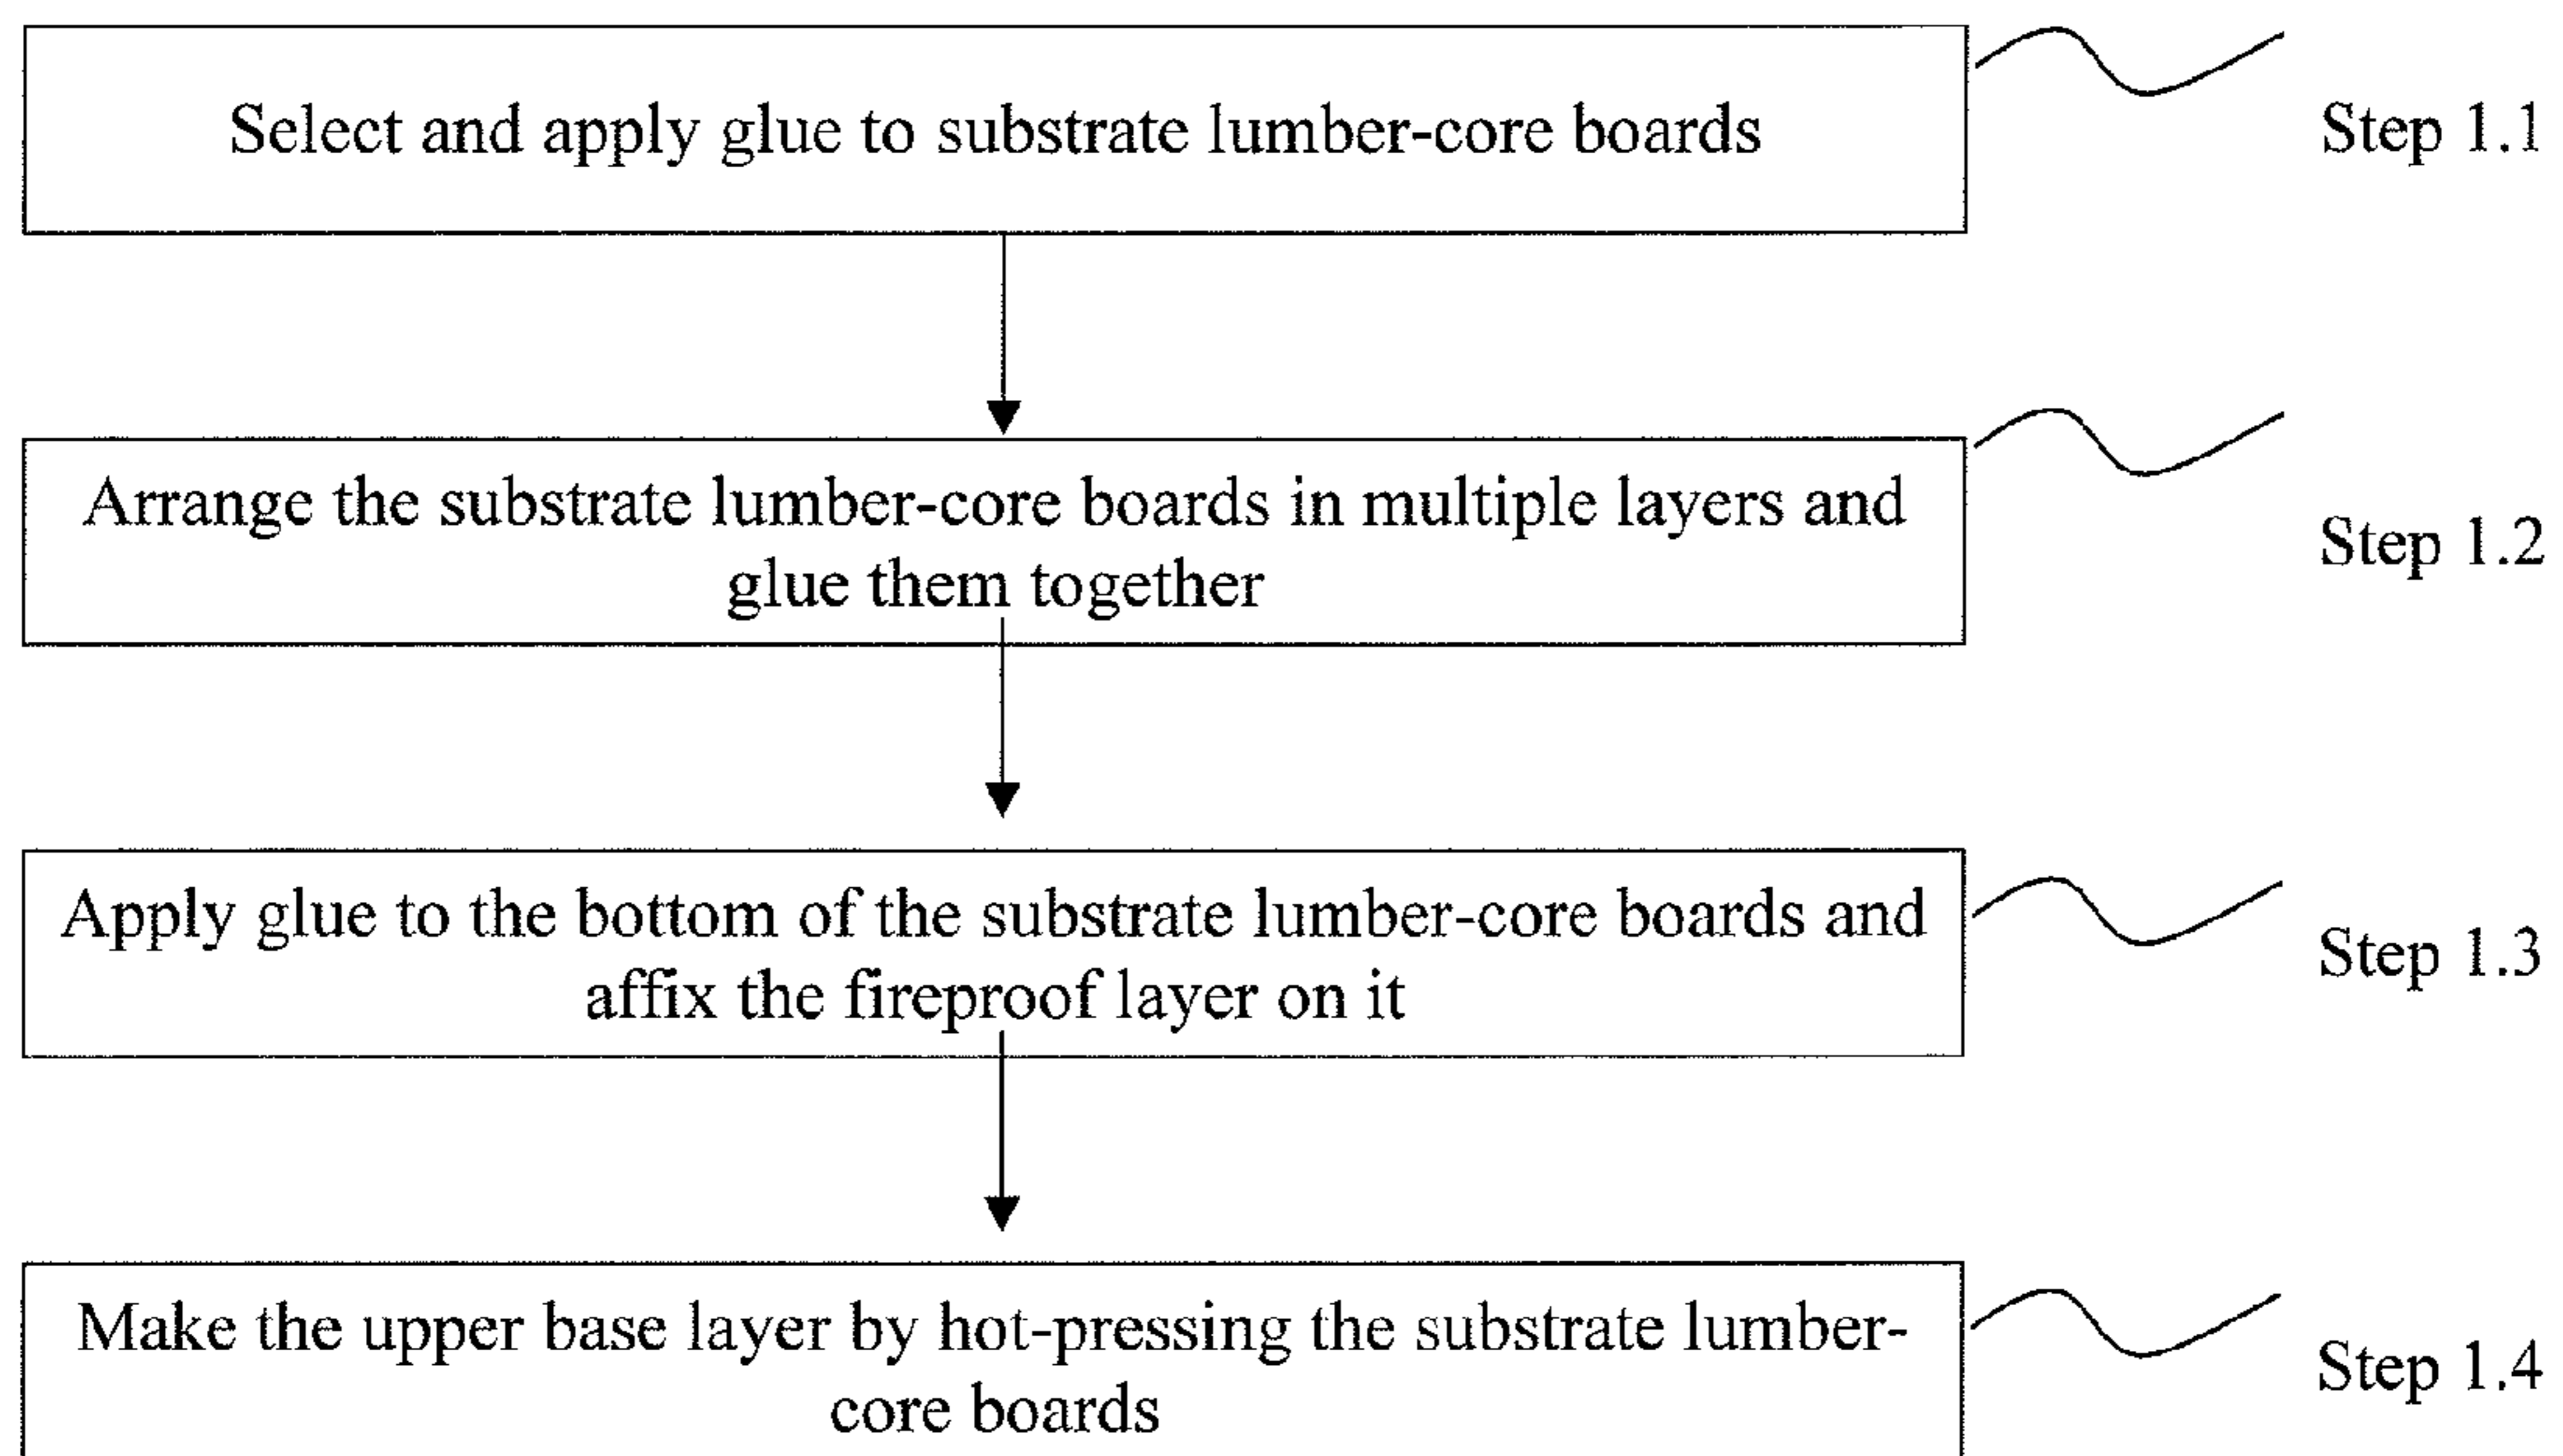 Select and apply glue to substrate lumber-core boards
Step 1.1
Arrange the substrate lumber-core boards in multiple layers and
glue them together
Step 1.2
Apply glue to the bottom of the substrate lumber-core boards and
affix the fireproof layer on it
Step 1.3
Make the upper base layer by hot-pressing the substrate lumber-
core boards
Step 1.4